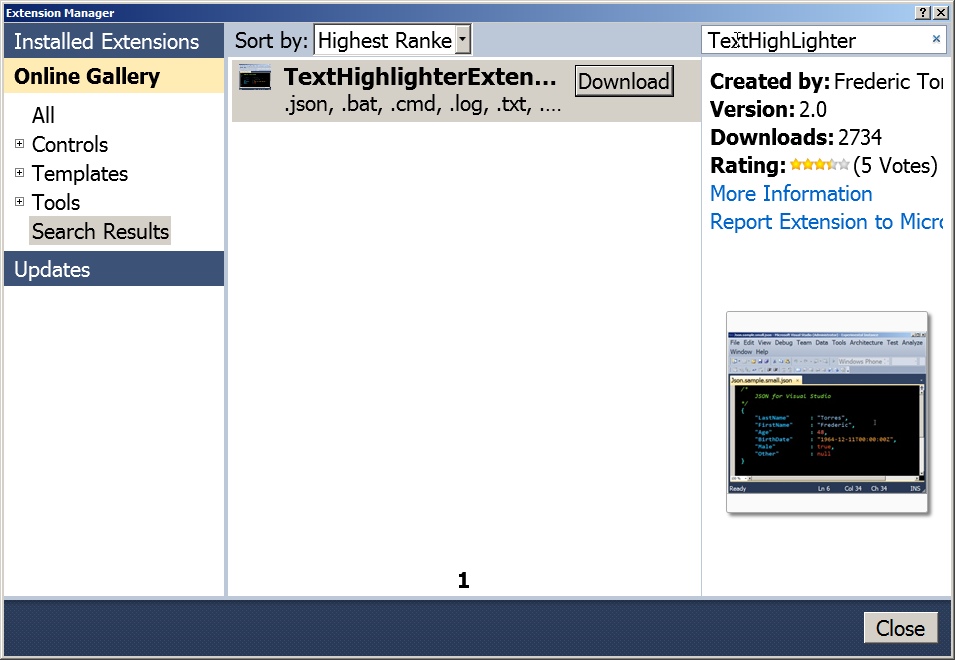 Extension Manager
Installed Extensions
Online Gallery
All
Controls
Templates
Tools
Search Results
Updates
Sort by: Highest Ranke
TextHighlighterExten... Download
.json, .bat, .cmd, .log, .txt, ....
1
TextHighLighter
Created by: Frederic Tor
Version: 2.0
Downloads: 2734
Rating: (5 Votes)
More Information
Report Extension to Micro
File Edit View Debug Team Data Tools Architecture Test Analyze
Window Help
Windows Phone
Json.sample.small.json
/*
JSON for Visual Studio
*/
{
"LastName" : "Torres",
"FirstName" : "Frederic",
"Age" : 48,
"BirthDate" : "1964-12-11T00:00:00Z",
"Male" : true,
"Other" : null
}
Ready Ln 6 Col 34 Ch 34 INS
Close